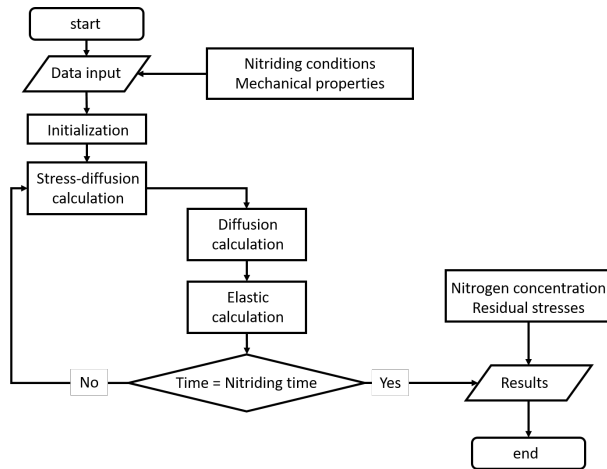 start
Data input
Nitriding conditions
Mechanical properties
Initialization
Stress-diffusion
calculation
Diffusion
calculation
Elastic
calculation
Nitrogen concentration
Residual stresses
No
Time = Nitriding time
Yes
Results
end